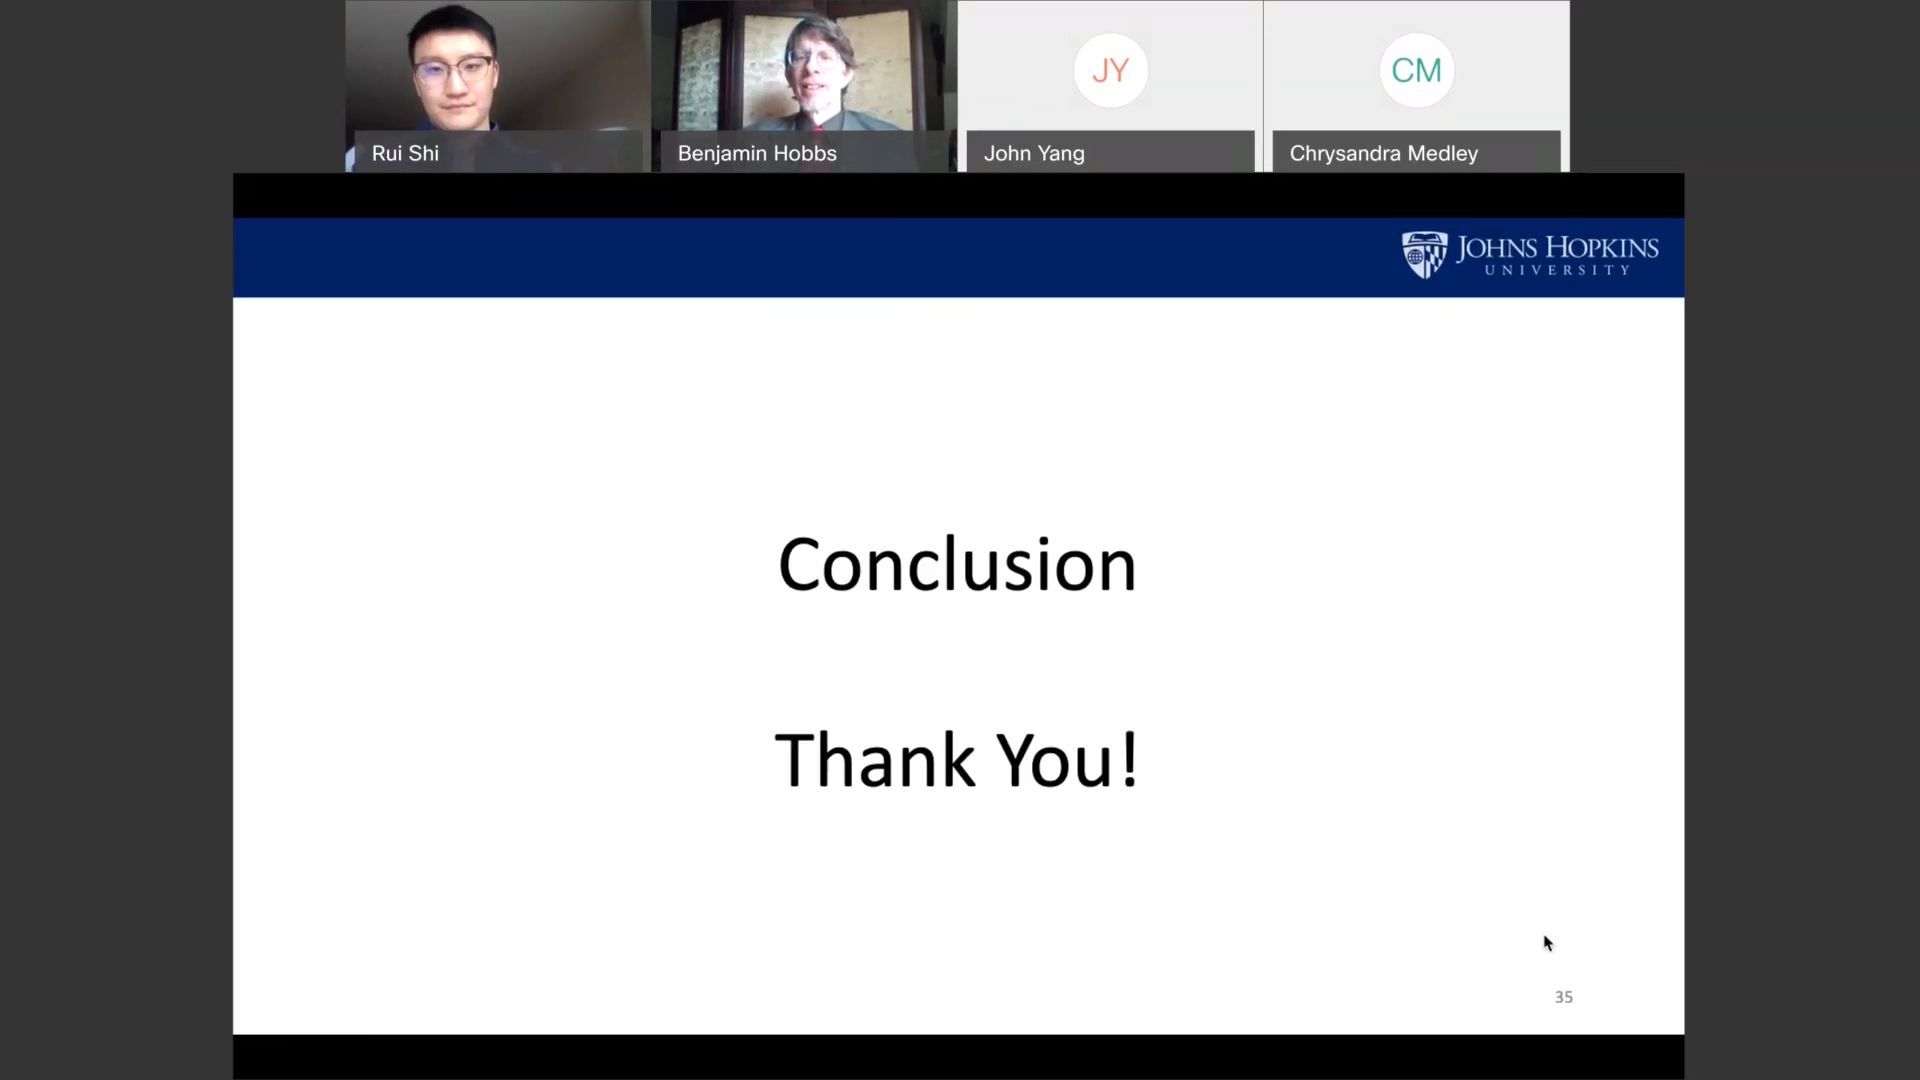 JY
CM
Rui Shi
Benjamin Hobbs
John Yang
Chrysandra Medley
JOHNS HOPKINS
UNIVERSITY
Conclusion
Thank You!
35